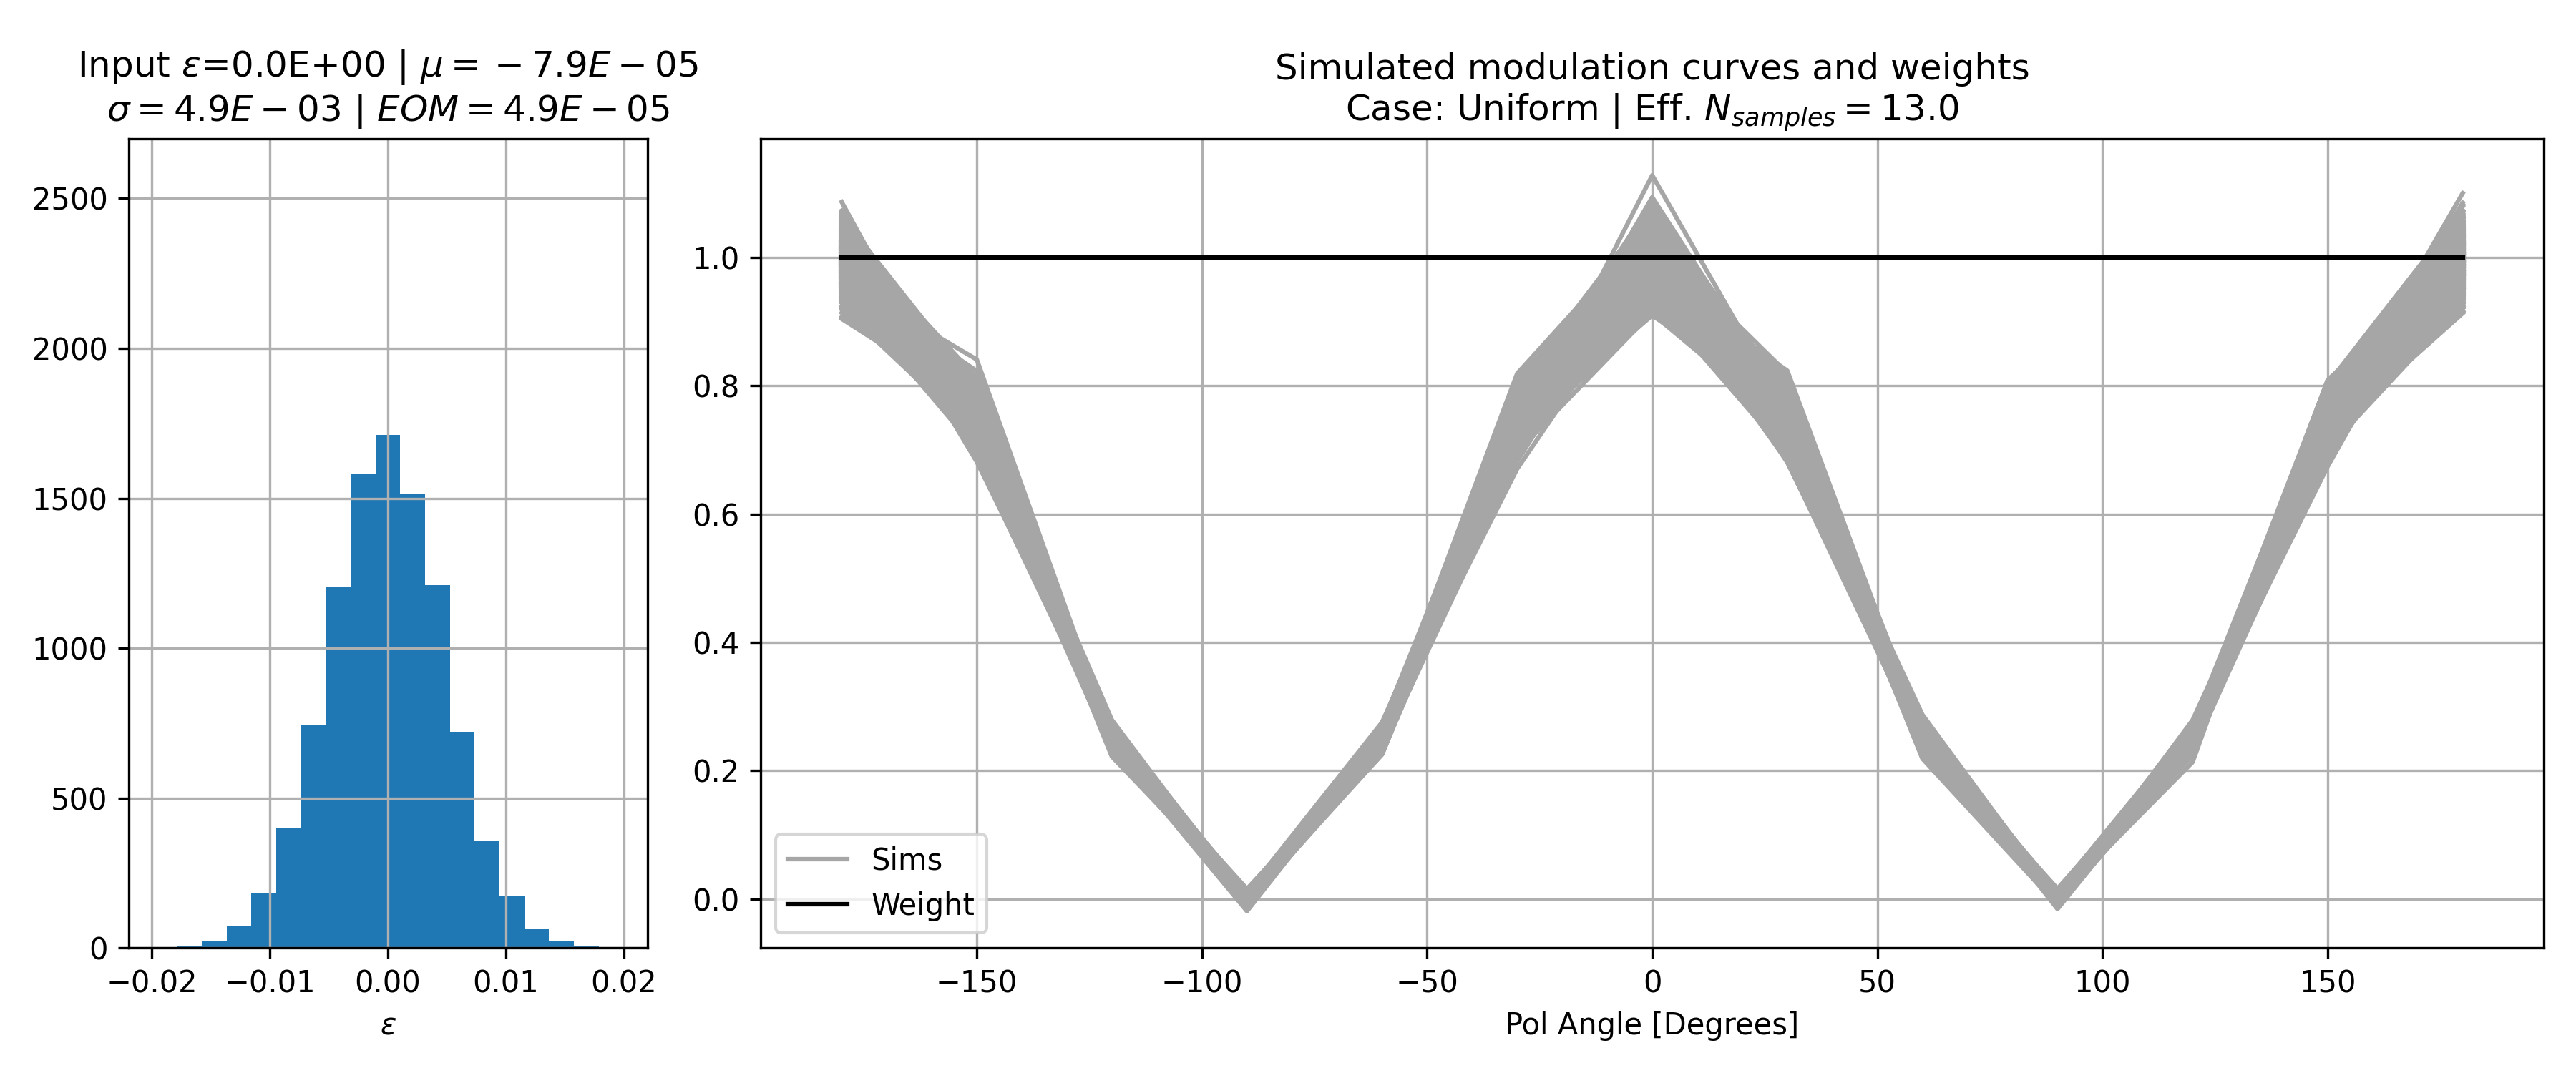 Input ε=0.0E+00 | μ = −7.9E − 05
σ = 4.9E − 03 | EOM = 4.9E − 05
2500
2000
1500
1000
500
0
−0.02 −0.01 0.00 0.01 0.02
ε
Simulated modulation curves and weights
Case: Uniform | Eff. N_samples = 13.0
1.0
0.8
0.6
0.4
0.2
0.0
Sims
Weight
−150 −100 −50 0 50 100 150
Pol Angle [Degrees]